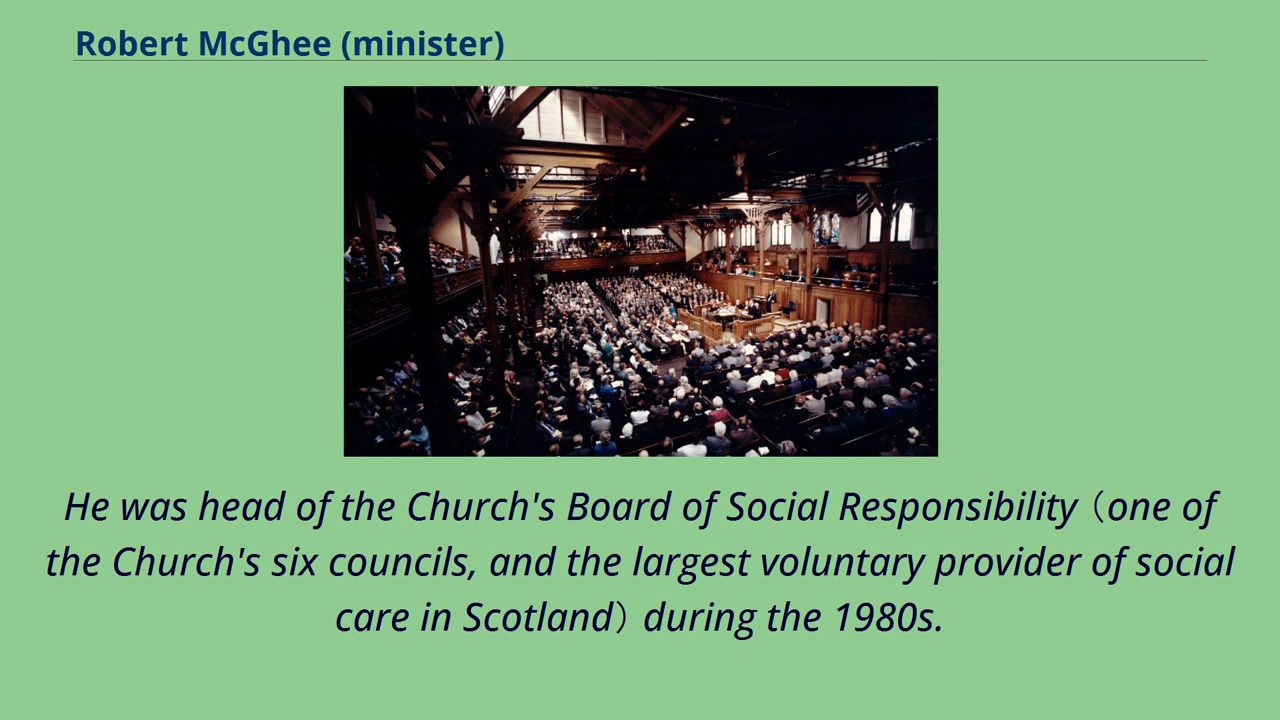 Robert McGhee (minister)
He was head of the Church's Board of Social Responsibility (one of
the Church's six councils, and the largest voluntary provider of social
care in Scotland) during the 1980s.